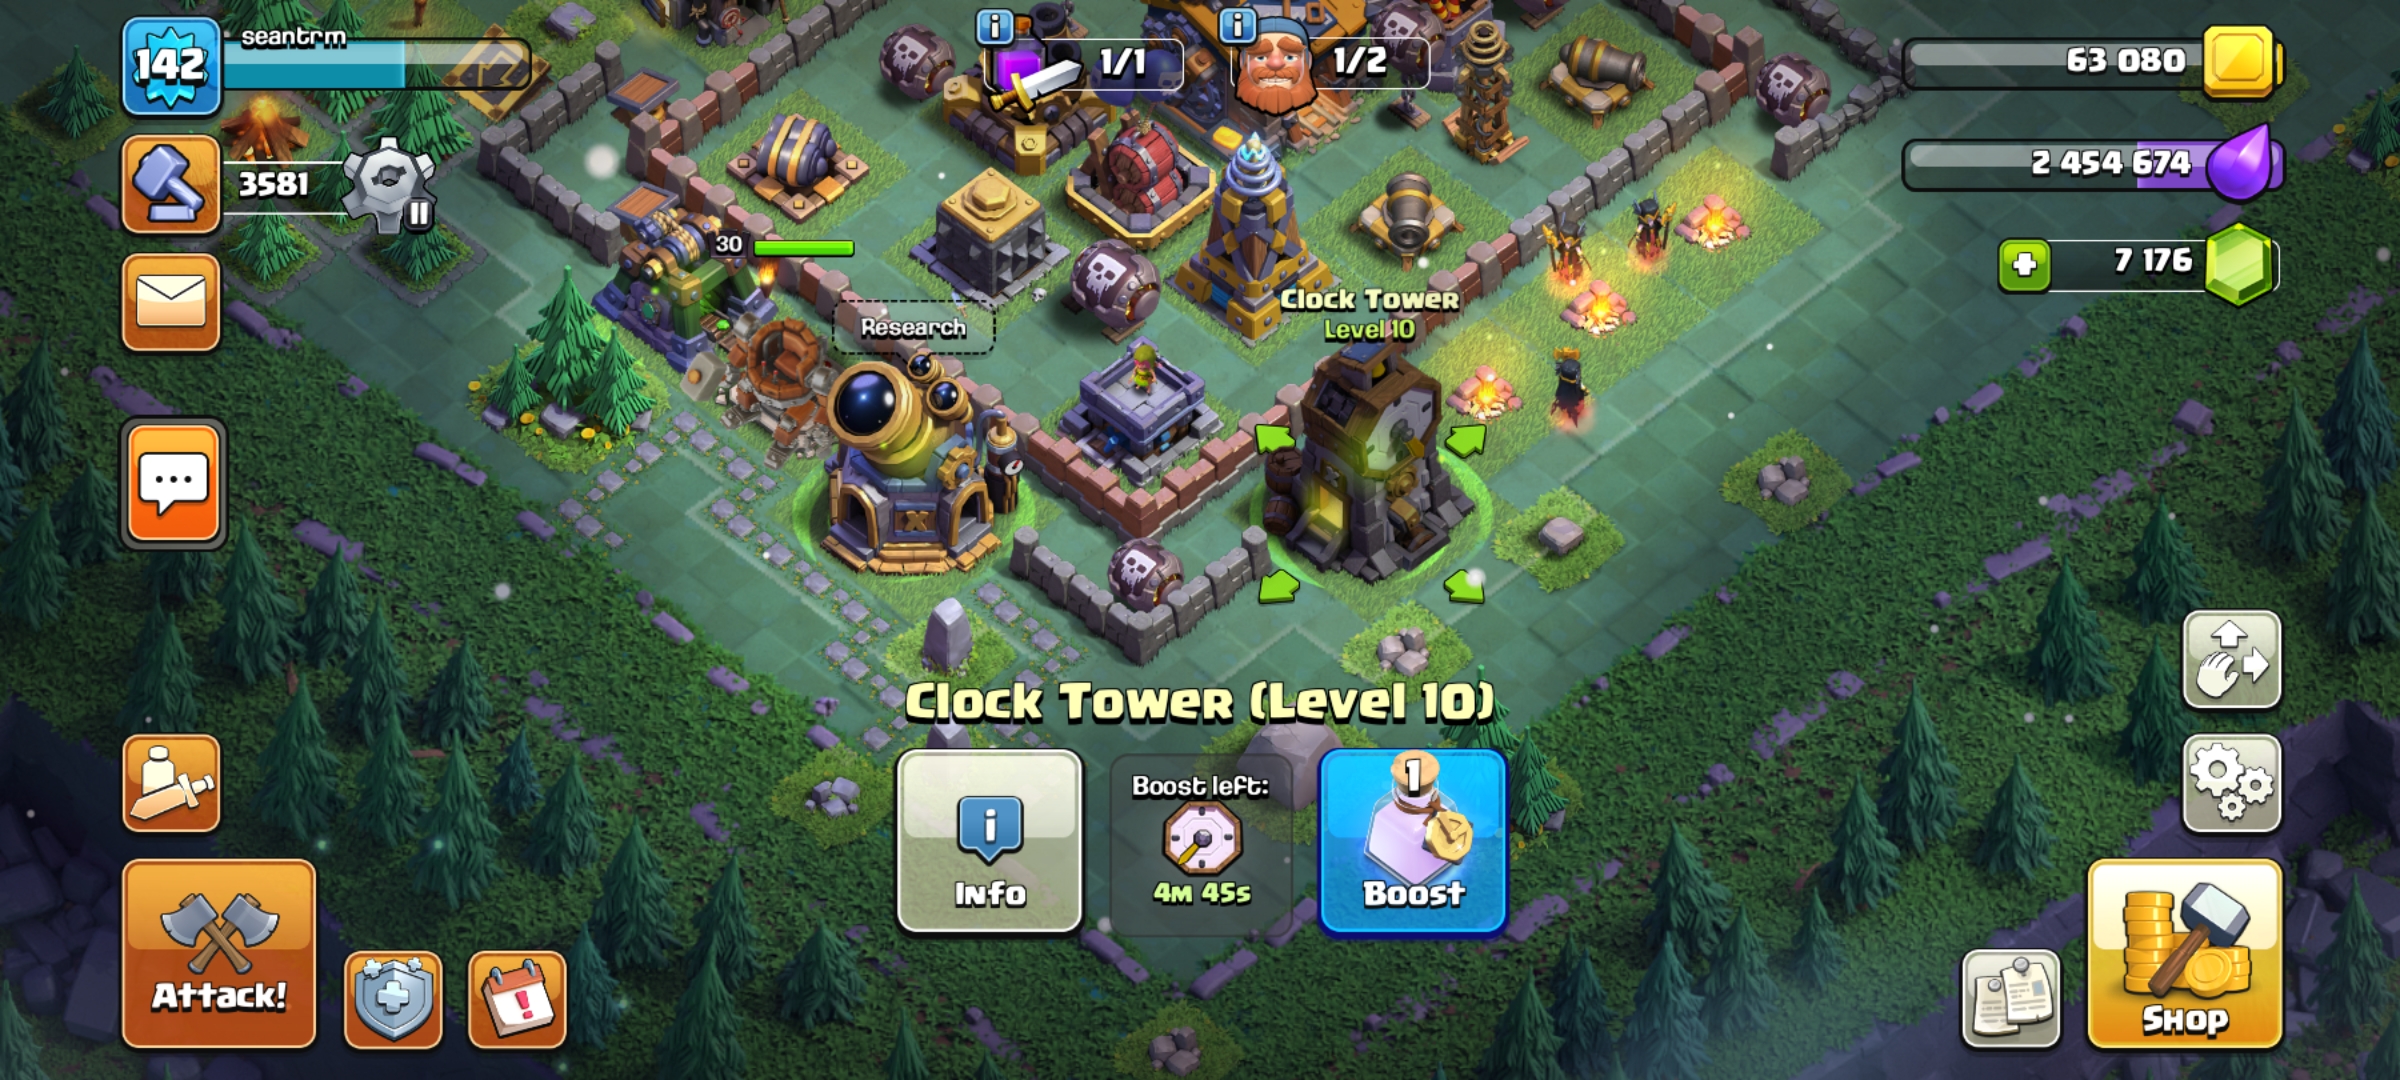 142
seantrm
1/1
1/2
63 080
3581
2 454 674
30
7 176
Clock Tower
Level 10
Research
Clock Tower (Level 10)
1
Boost left:
Info
4m 45s
Boost
Attack!
Shop